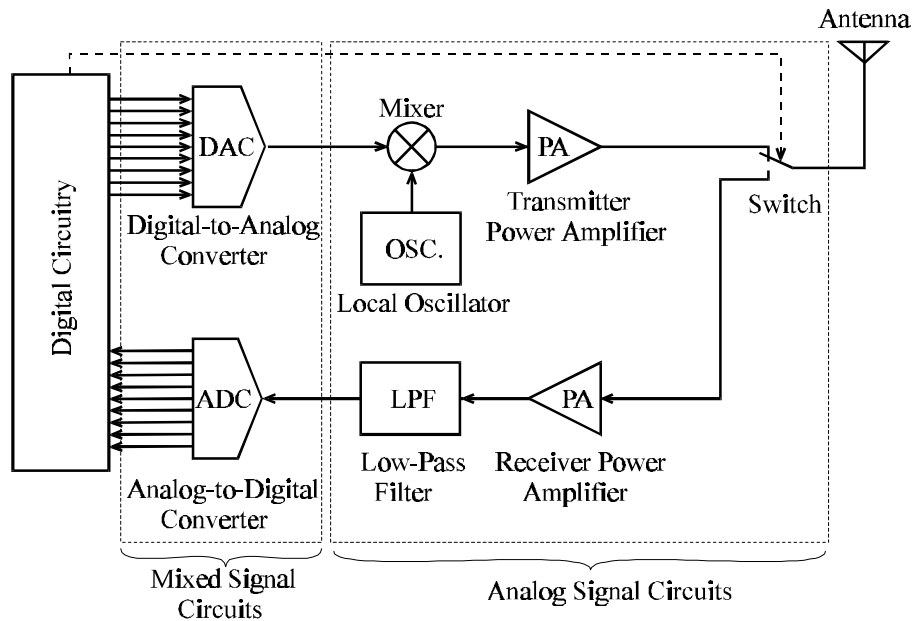 Antenna
Mixer
DAC
PA
Digital-to-Analog
Converter
Transmitter
Power Amplifier
Switch
OSC.
Local Oscillator
Digital Circuitry
ADC
LPF
PA
Analog-to-Digital
Converter
Low-Pass
Filter
Receiver Power
Amplifier
Mixed Signal
Circuits
Analog Signal Circuits